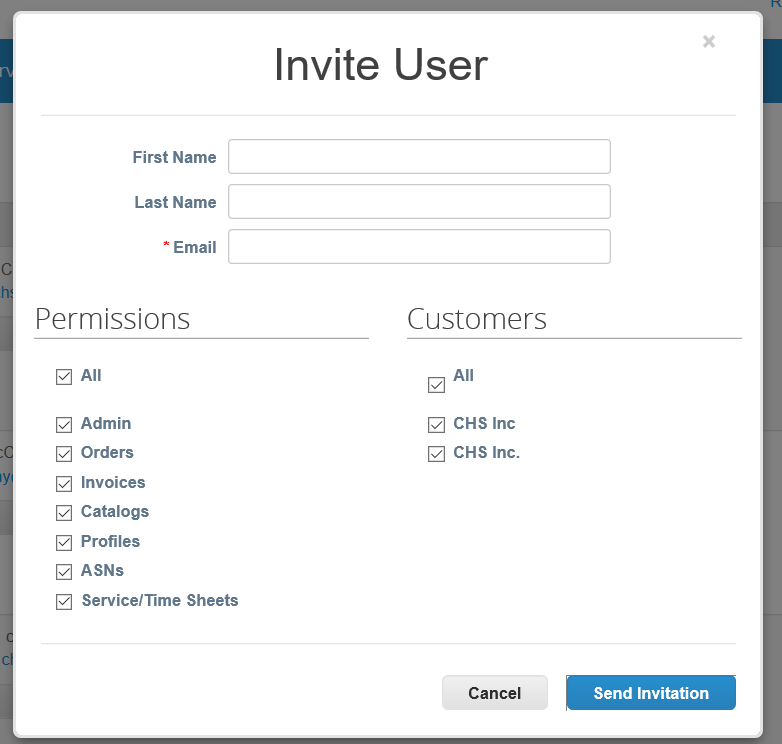 Invite User
×
First Name
Last Name
* Email
Permissions
Customers
All
All
Admin
CHS Inc
Orders
CHS Inc.
Invoices
Catalogs
Profiles
ASNs
Service/Time Sheets
Cancel
Send Invitation